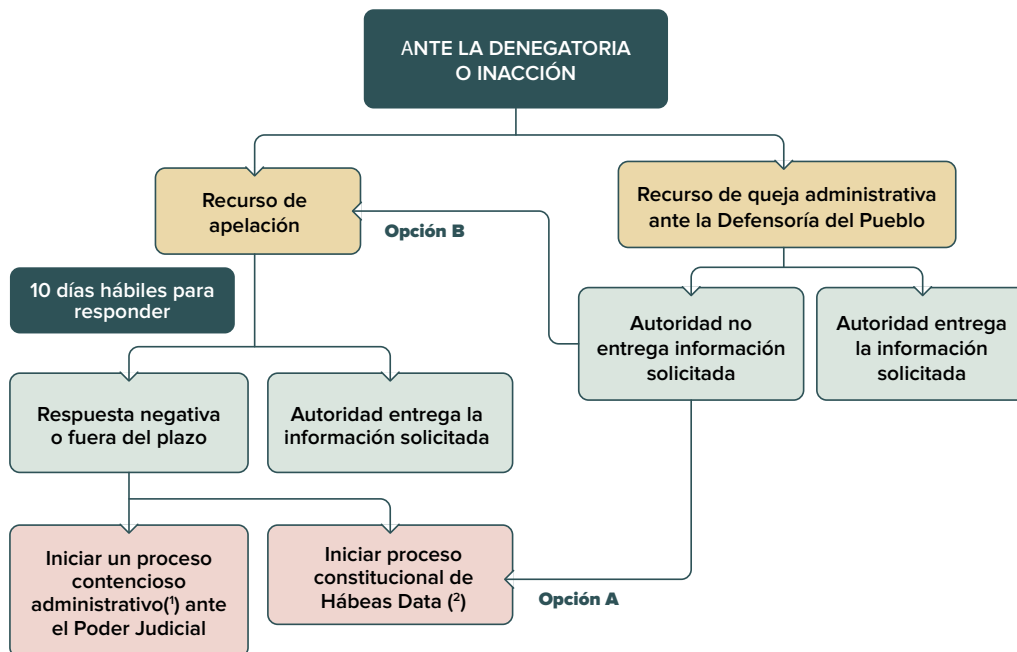 ANTE LA DENEGATORIA
O INACCIÓN
Recurso de
apelación
Recurso de queja administrativa
ante la Defensoría del Pueblo
Opción B
10 días hábiles para
responder
Autoridad no
entrega información
solicitada
Autoridad entrega
la información
solicitada
Respuesta negativa
o fuera del plazo
Autoridad entrega la
información solicitada
Iniciar un proceso
contencioso
administrativo(¹) ante
el Poder Judicial
Iniciar proceso
constitucional de
Hábeas Data (²)
Opción A